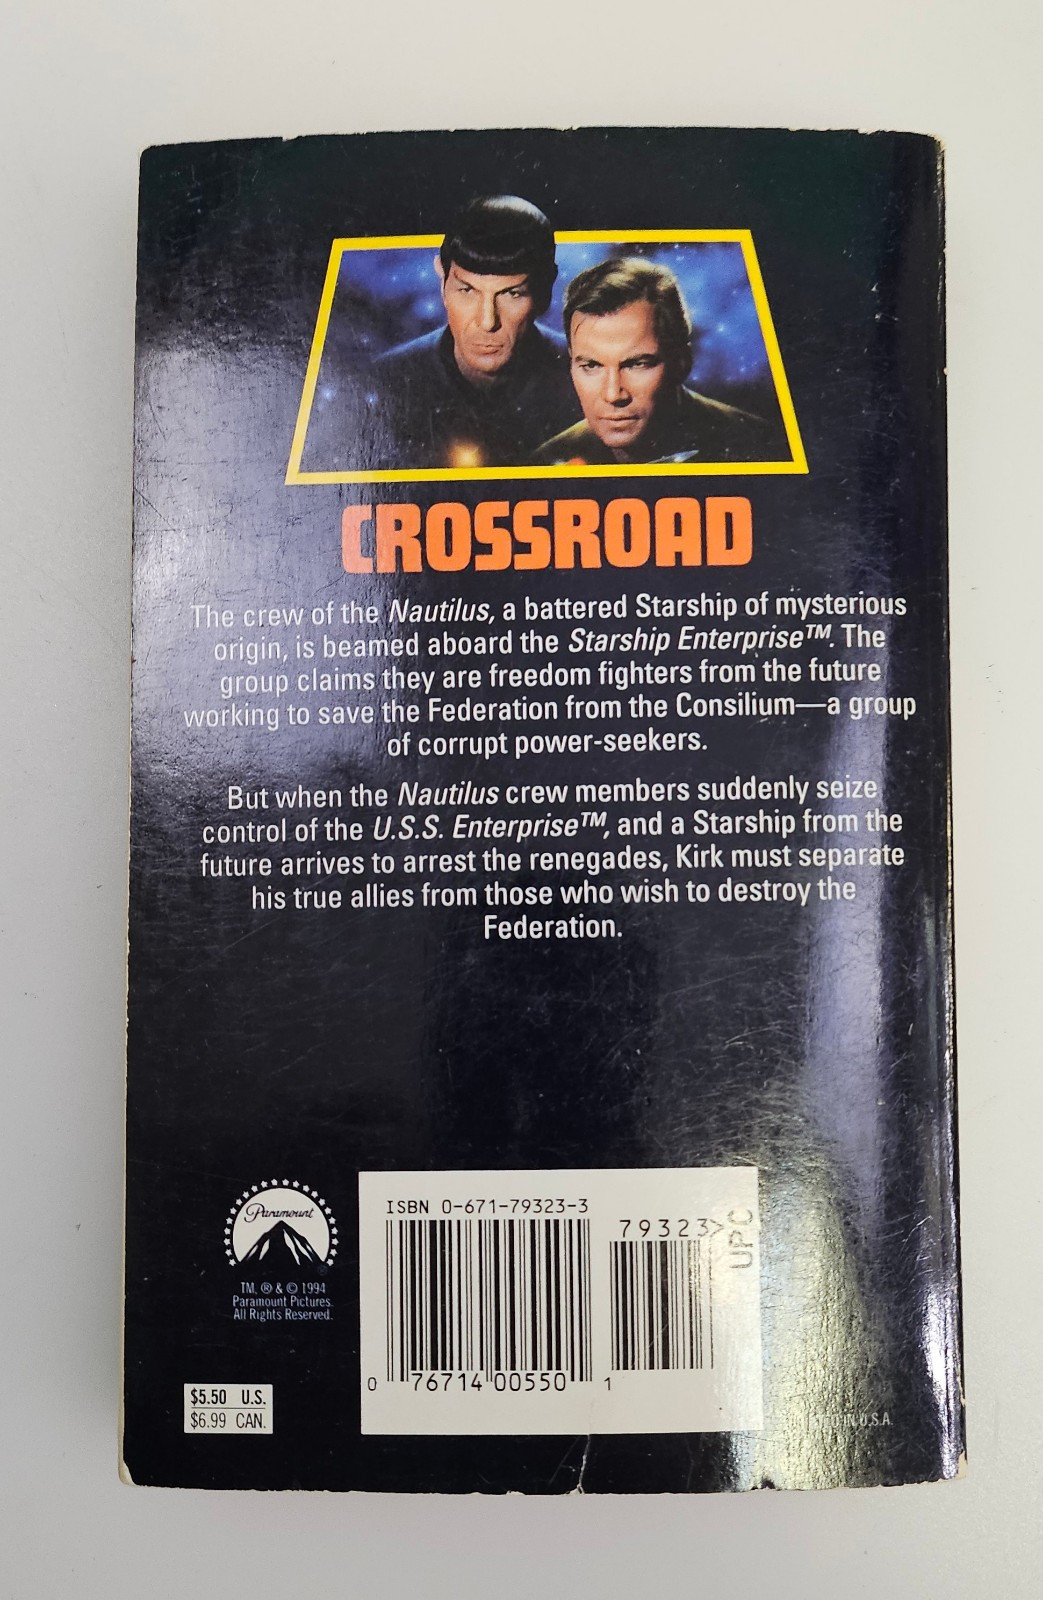 CROSSROAD
The crew of the Nautilus, a battered Starship of mysterious
origin, is beamed aboard the Starship Enterprise™. The
group claims they are freedom fighters from the future
working to save the Federation from the Consilium—a group
of corrupt power-seekers.
But when the Nautilus crew members suddenly seize
control of the U.S.S. Enterprise™, and a Starship from the
future arrives to arrest the renegades, Kirk must separate
his true allies from those who wish to destroy the
Federation.
Paramount
®
TM, ® & © 1994
Paramount Pictures.
All Rights Reserved.
$5.50 U.S.
$6.99 CAN.
ISBN 0-671-79323-3
79323>
UPC
0 76714 00550 1
IN U.S.A.